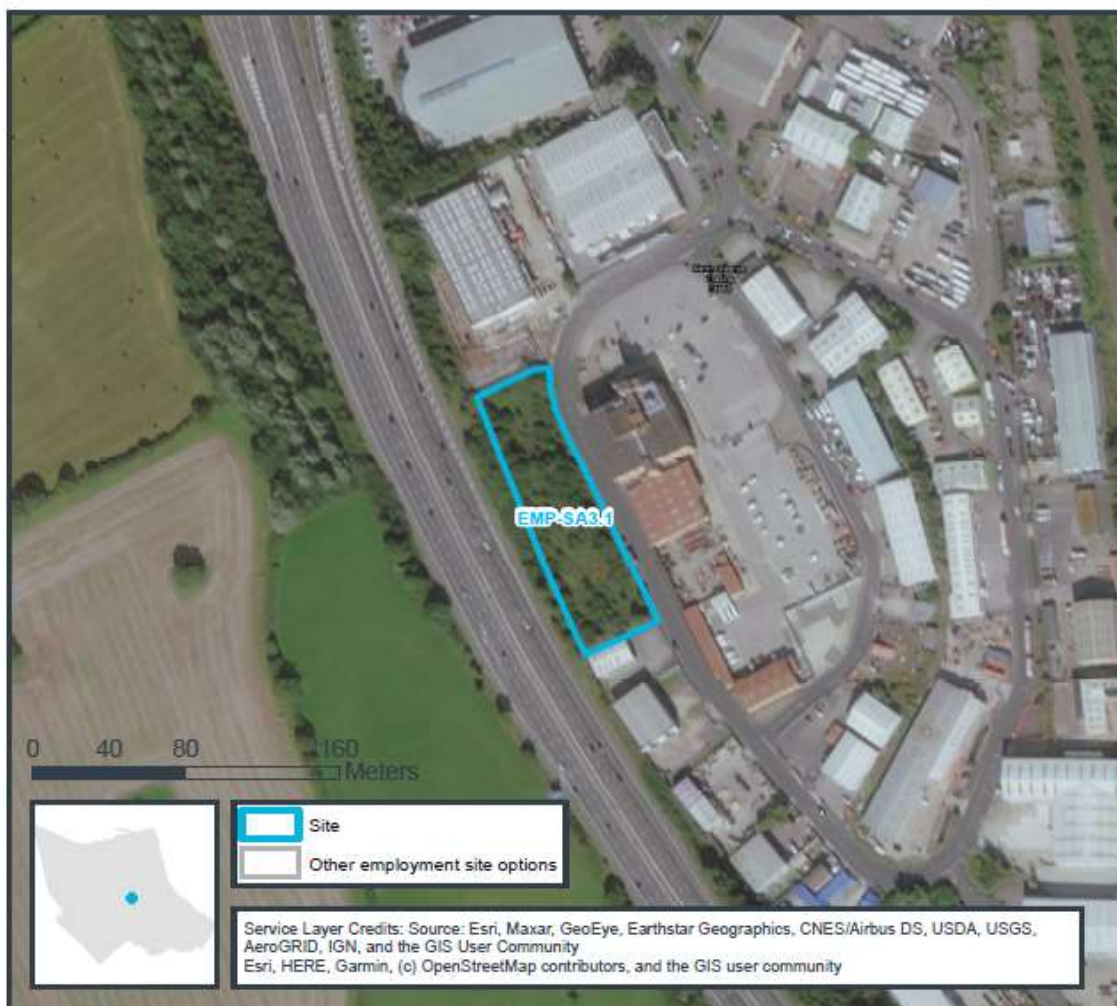 EMP-SA3.1
0 40 80 160
Meters
Site
Other employment site options
Service Layer Credits: Source: Esri, Maxar, GeoEye, Earthstar Geographics, CNES/Airbus DS, USDA, USGS,
AeroGRID, IGN, and the GIS User Community
Esri, HERE, Garmin, (c) OpenStreetMap contributors, and the GIS user community